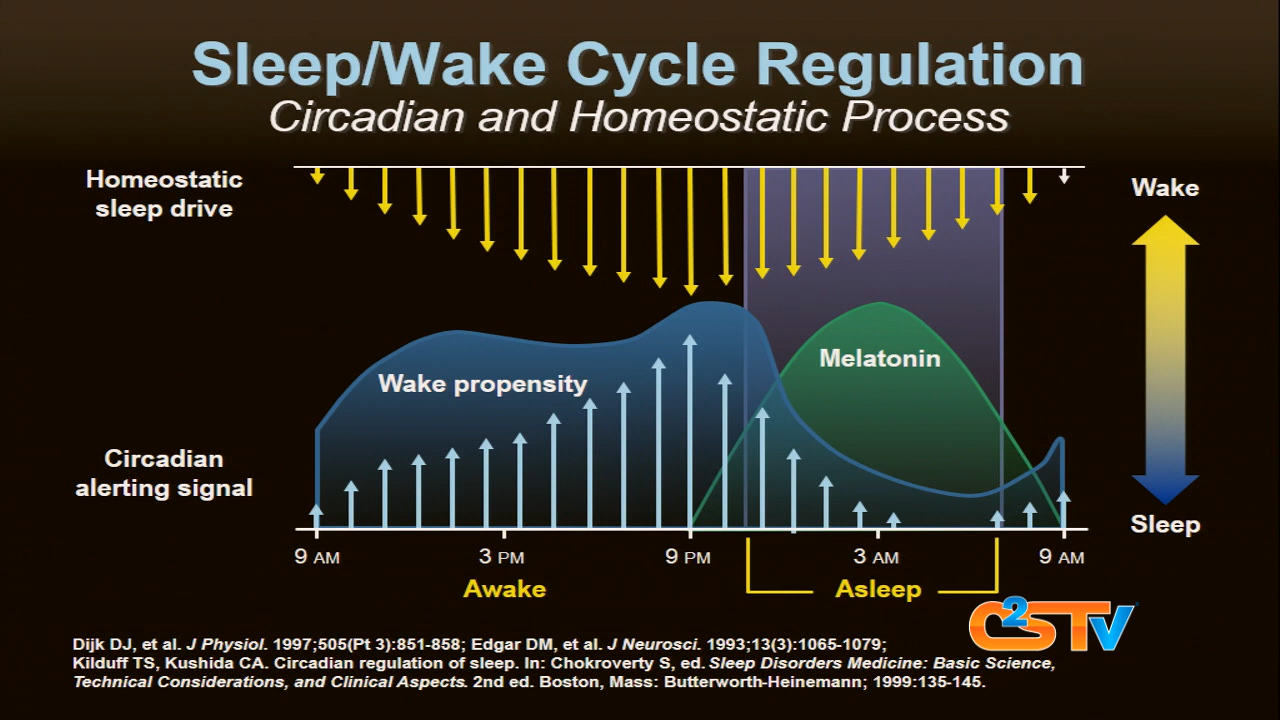 Sleep/Wake Cycle Regulation
Circadian and Homeostatic Process
Homeostatic
sleep drive
Wake
Melatonin
Wake propensity
Circadian
alerting signal
Sleep
9 AM
3 PM
9 PM
3 AM
9 AM
Awake
Asleep
C2STV
Dijk DJ, et al. J Physiol. 1997;505(Pt 3):851-858; Edgar DM, et al. J Neurosci. 1993;13(3):1065-1079;
Kilduff TS, Kushida CA. Circadian regulation of sleep. In: Chokroverty S, ed. Sleep Disorders Medicine: Basic Science,
Technical Considerations, and Clinical Aspects. 2nd ed. Boston, Mass: Butterworth-Heinemann; 1999:135-145.